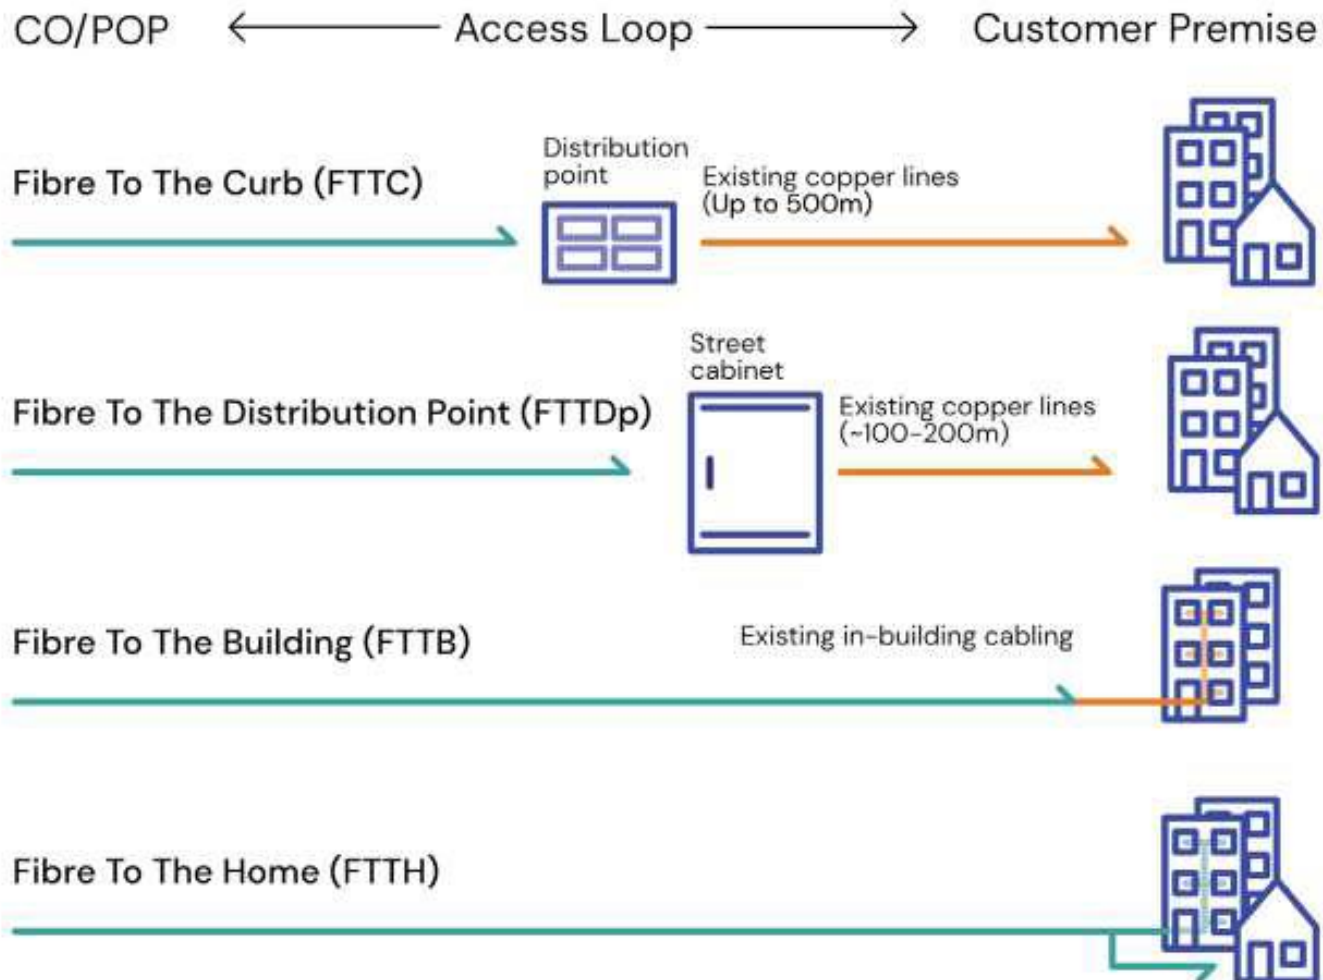 CO/POP Access Loop Customer Premise
Fibre To The Curb (FTTC)
Distribution
point
Existing copper lines
(Up to 500m)
Fibre To The Distribution Point (FTTDp)
Street
cabinet
Existing copper lines
(~100-200m)
Fibre To The Building (FTTB)
Existing in-building cabling
Fibre To The Home (FTTH)